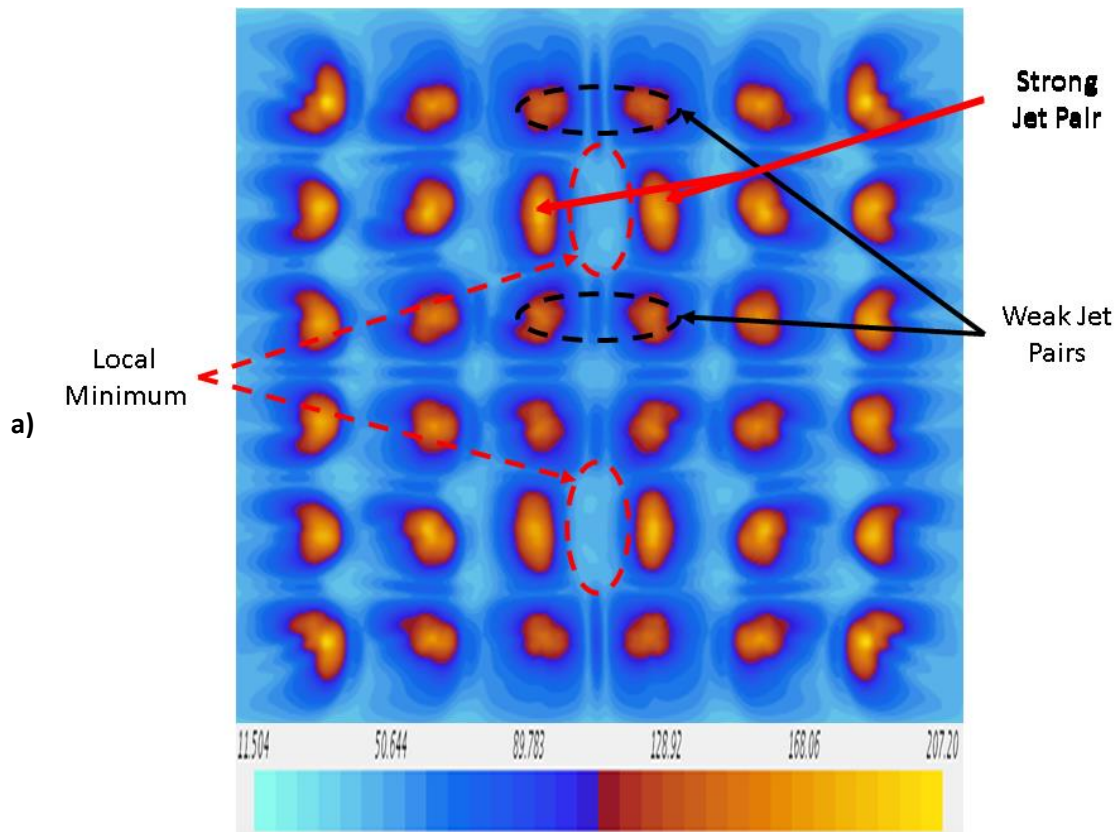 Strong
Jet Pair
Weak Jet
Pairs
Local
Minimum
a)
11.504 50.644 89.783 128.92 168.06 207.20